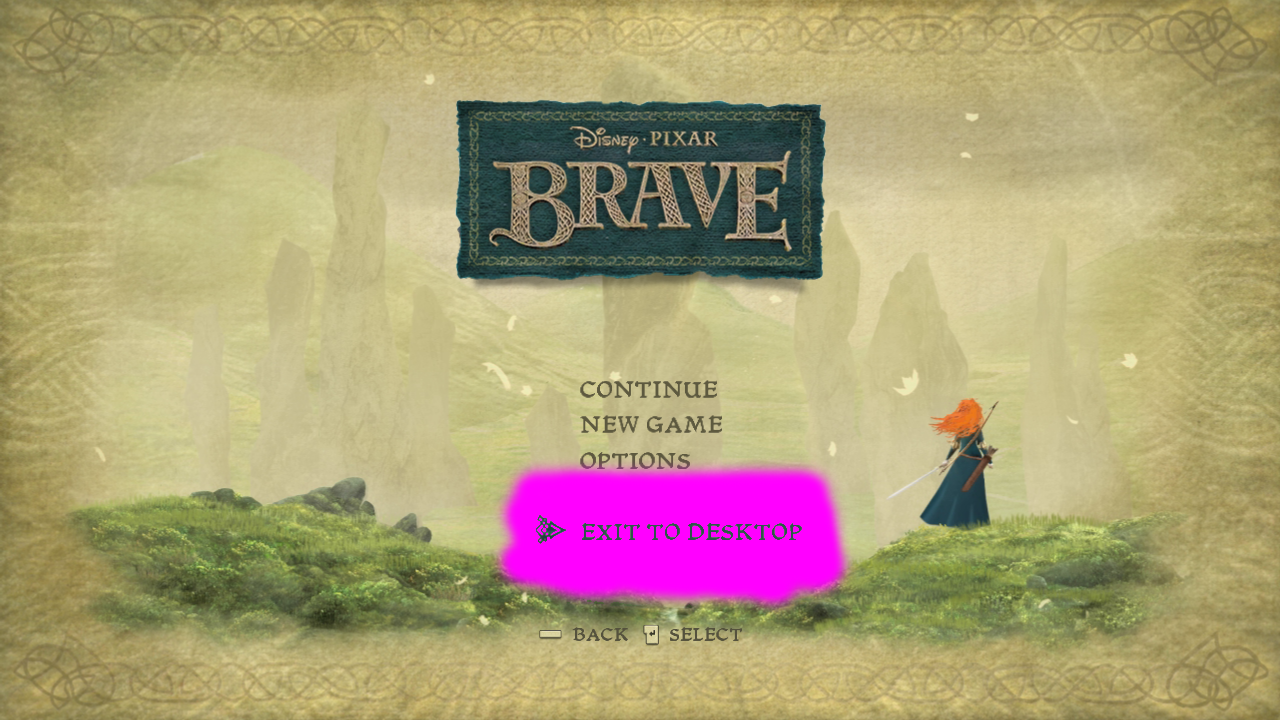 Disney · PIXAR
BRAVE
CONTINUE
NEW GAME
OPTIONS
EXIT TO DESKTOP
BACK SELECT